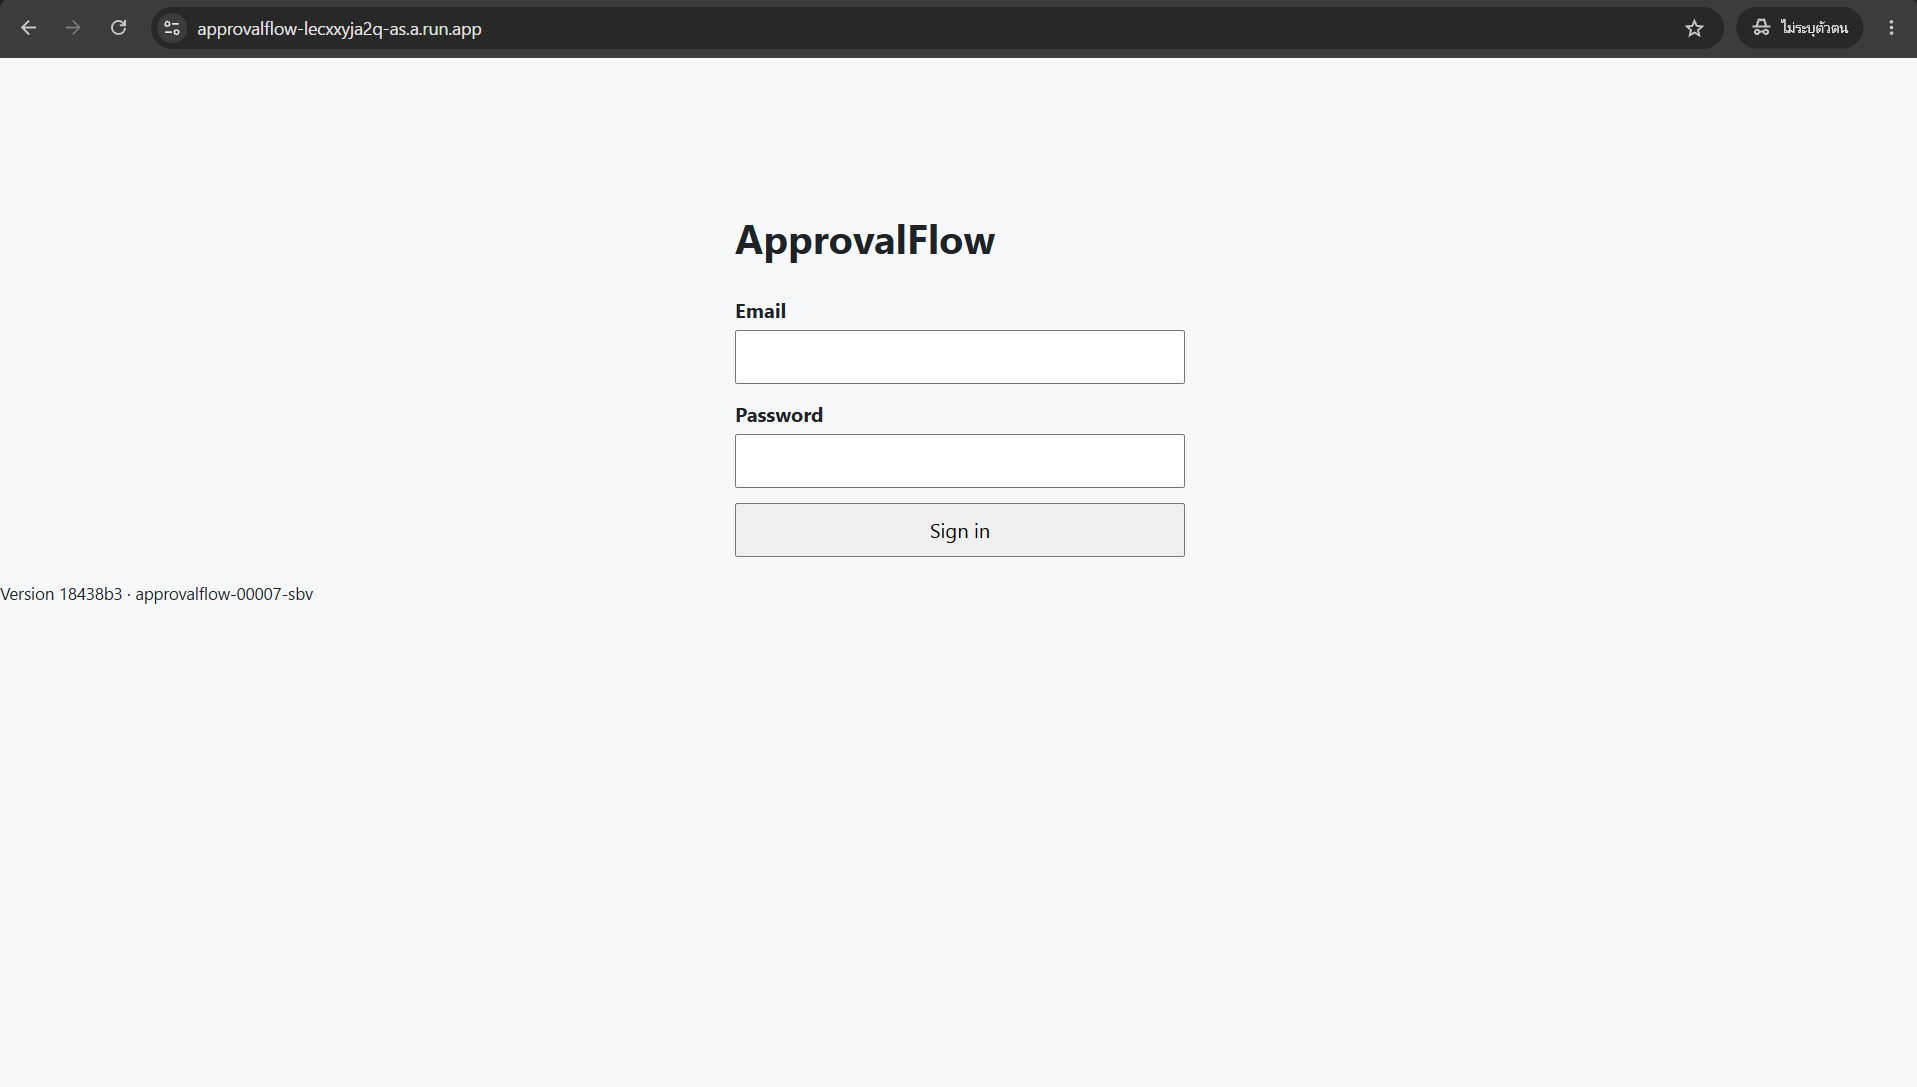 approvalflow-lecxxyja2q-as.a.run.app
ไม่ระบุตัวตน
ApprovalFlow
Email
Password
Sign in
Version 18438b3 · approvalflow-00007-sbv